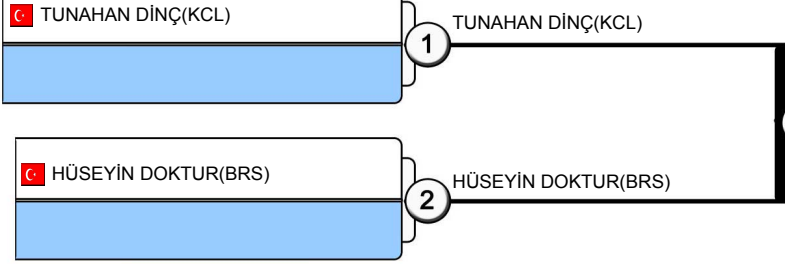 TUNAHAN DİNÇ(KCL)
1
TUNAHAN DİNÇ(KCL)
HÜSEYİN DOKTUR(BRS)
2
HÜSEYİN DOKTUR(BRS)